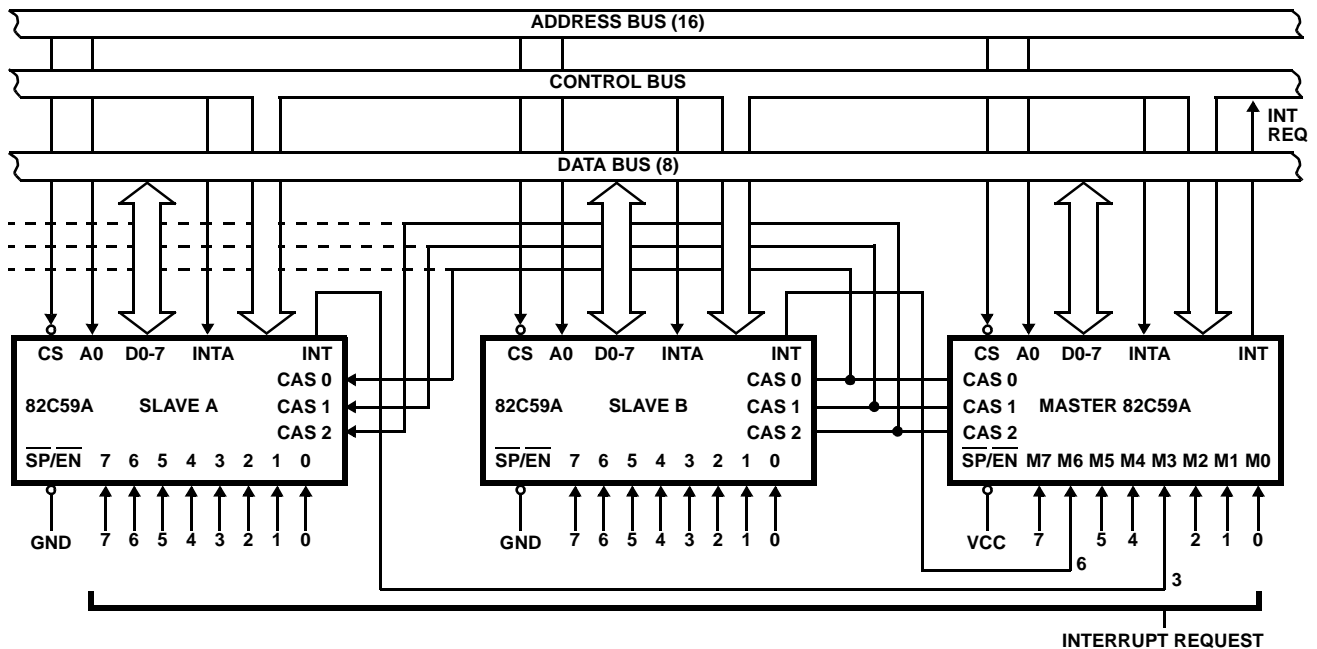 ADDRESS BUS (16)
CONTROL BUS
INT
REQ
DATA BUS (8)
CS A0 D0-7 INTA INT
CAS 0
82C59A SLAVE A CAS 1
CAS 2
SP/EN 7 6 5 4 3 2 1 0
GND 7 6 5 4 3 2 1 0
CS A0 D0-7 INTA INT
CAS 0
82C59A SLAVE B CAS 1
CAS 2
SP/EN 7 6 5 4 3 2 1 0
GND 7 6 5 4 3 2 1 0
CS A0 D0-7 INTA INT
CAS 0
CAS 1 MASTER 82C59A
CAS 2
SP/EN M7 M6 M5 M4 M3 M2 M1 M0
VCC 7 5 4 2 1 0
6
3
INTERRUPT REQUEST